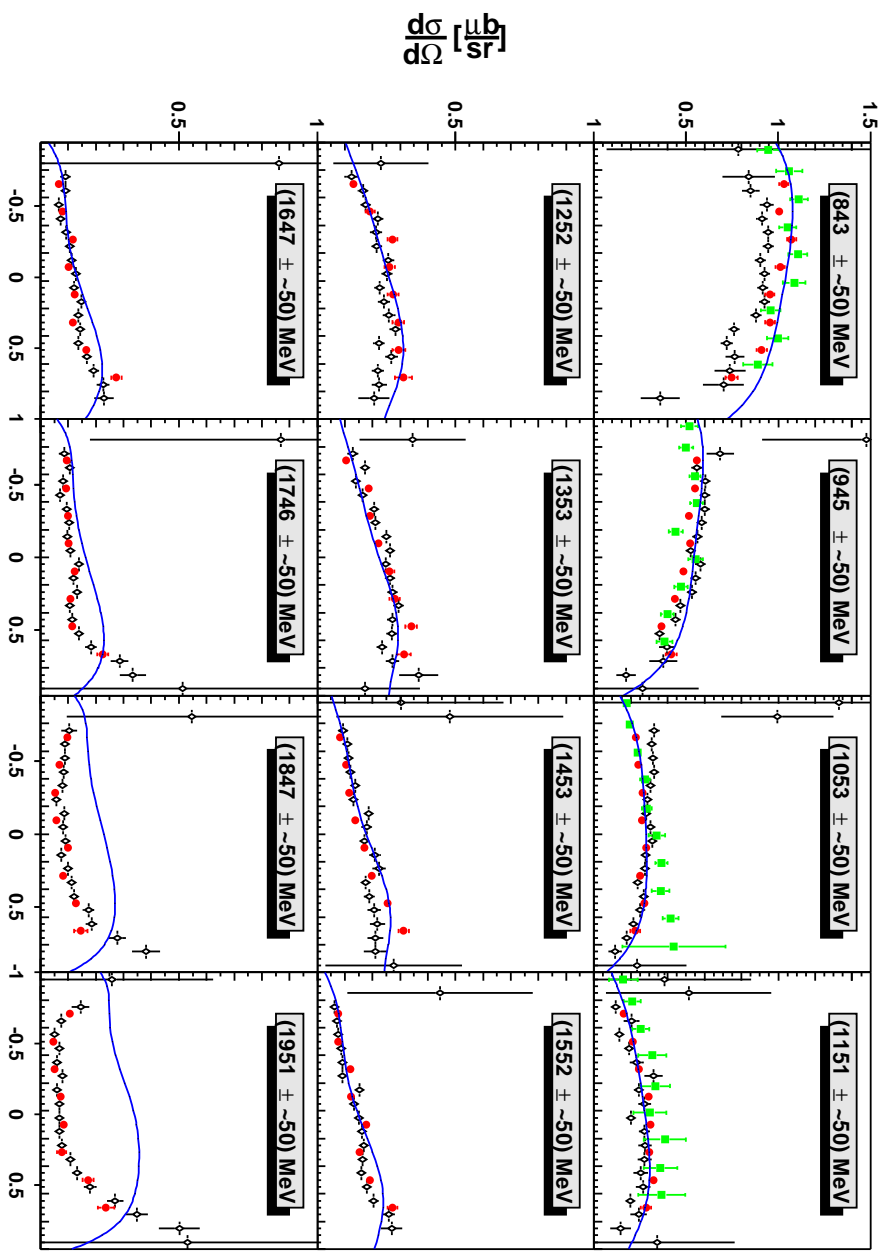 dσ/dΩ [μb/sr]
1.5
1
0.5
1
0.5
1
0.5
(843 ± ~50) MeV
(945 ± ~50) MeV
(1053 ± ~50) MeV
(1151 ± ~50) MeV
(1252 ± ~50) MeV
(1353 ± ~50) MeV
(1453 ± ~50) MeV
(1552 ± ~50) MeV
(1647 ± ~50) MeV
(1746 ± ~50) MeV
(1847 ± ~50) MeV
(1951 ± ~50) MeV
-0.5 0 0.5 1 -0.5 0 0.5 -0.5 0 0.5 -1 -0.5 0 0.5